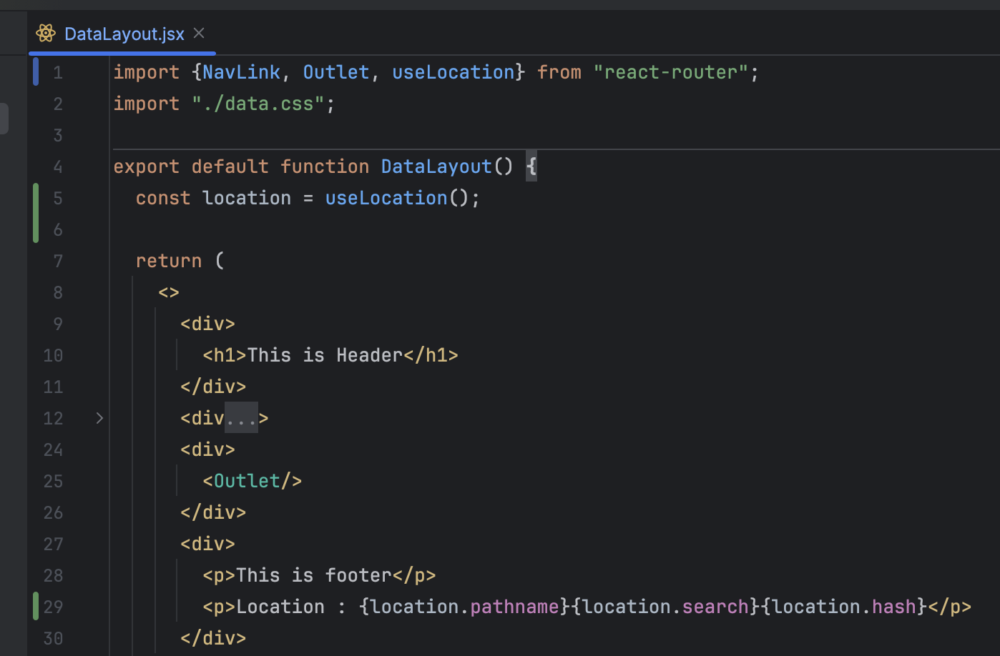 DataLayout.jsx
1 import {NavLink, Outlet, useLocation} from "react-router";
2 import "./data.css";
3
4 export default function DataLayout() {
5   const location = useLocation();
6
7   return (
8     <>
9       <div>
10         <h1>This is Header</h1>
11       </div>
12       <div...>
24       <div>
25         <Outlet/>
26       </div>
27       <div>
28         <p>This is footer</p>
29         <p>Location : {location.pathname}{location.search}{location.hash}</p>
30       </div>